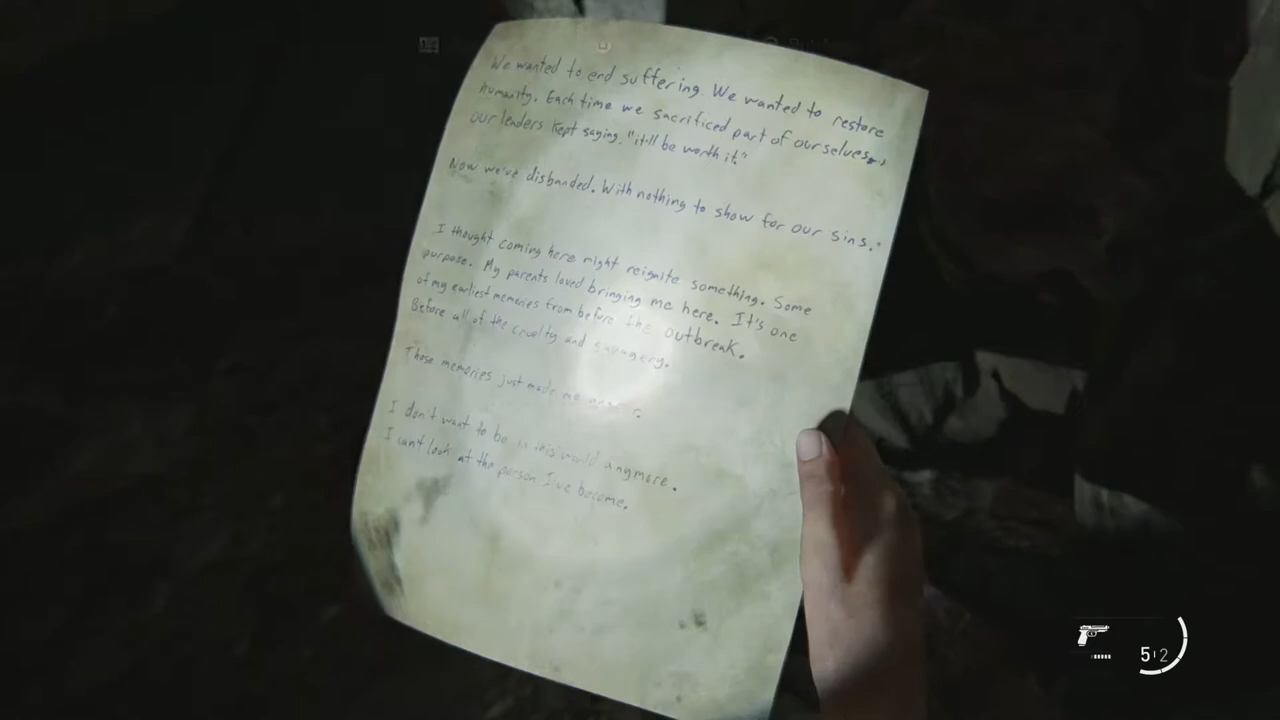 We wanted to end suffering. We wanted to restore
humanity. Each time we sacrificed part of ourselves,
our leaders kept saying, "it'll be worth it."
Now we've disbanded. With nothing to show for our sins.
I thought coming here might reignite something. Some
purpose. My parents loved bringing me here. It's one
of my earliest memories from before the outbreak.
Before all of the cruelty and savagery.
Those memories just made me
I don't want to be in this world anymore.
I can't look at the person I've become.
5 2